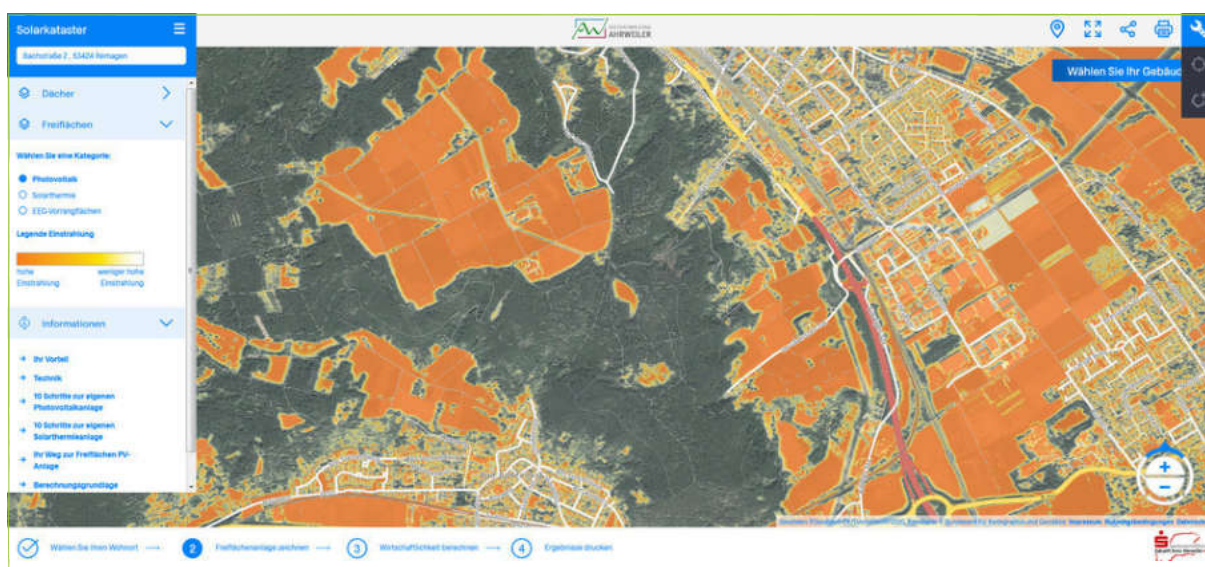 Solarkataster
Bachstraße 2 , 53424 Remagen
AHRWEILER
Wählen Sie Ihr Gebäud
Dächer
Freiflächen
Wählen Sie eine Kategorie:
Photovoltaik
Solarthermie
EEG-Vorrangflächen
Legende Einstrahlung
hohe
Einstrahlung
weniger hohe
Einstrahlung
Informationen
Ihr Vorteil
Technik
10 Schritte zur eigenen
Photovoltaikanlage
10 Schritte zur eigenen
Solarthermieanlage
Ihr Weg zur Freiflächen PV-
Anlage
Berechnungsgrundlage
Wählen Sie Ihren Wohnort
2 Freiflächenanlage zeichnen
3 Wirtschaftlichkeit berechnen
4 Ergebnisse drucken